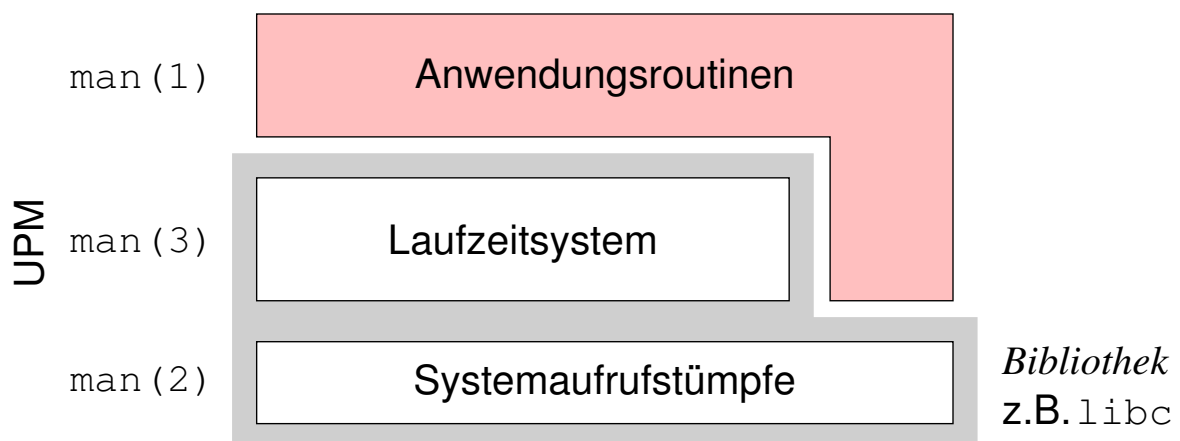 man(1)
Anwendungsroutinen
UPM
man(3)
Laufzeitsystem
man(2)
Systemaufrufstümpfe
Bibliothek
z.B. libc